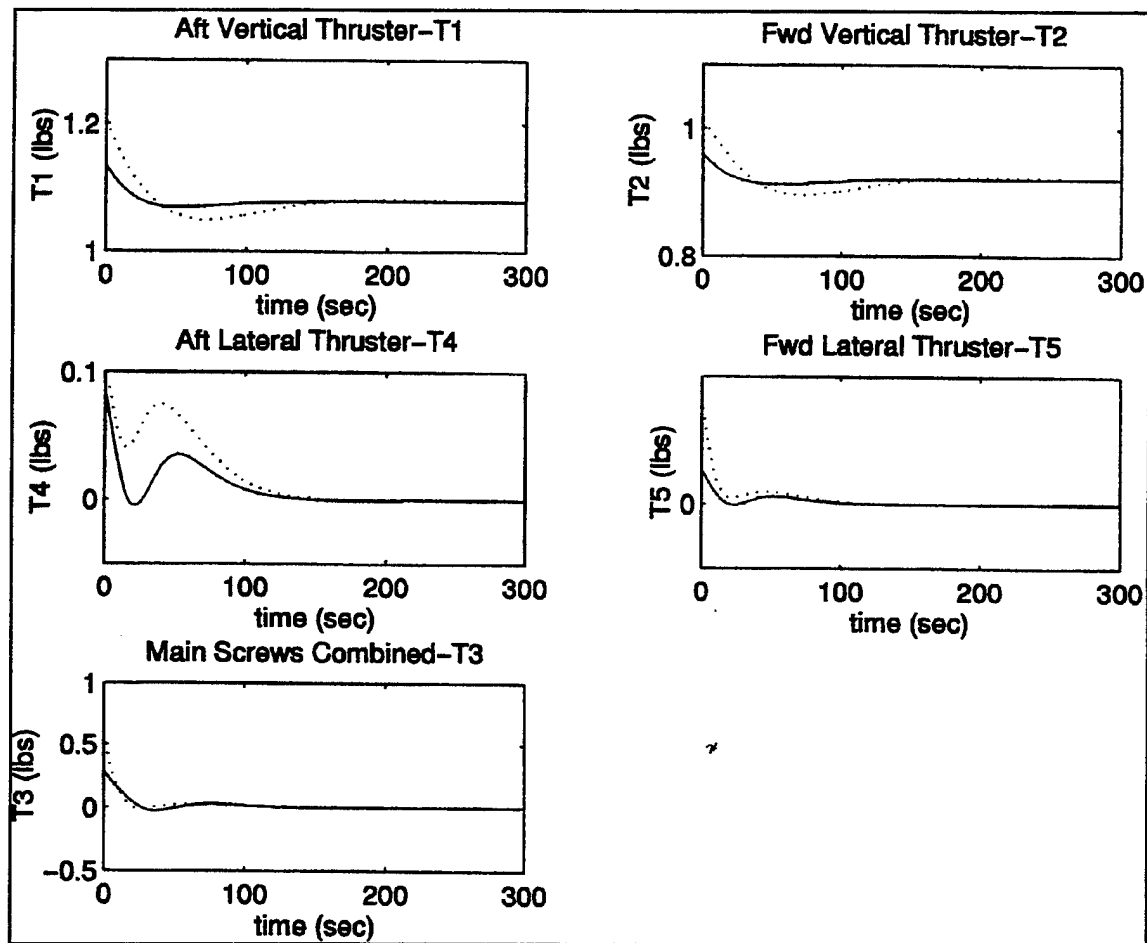 Aft Vertical Thruster-T1
T1 (lbs)
1.2
1
0 100 200 300
time (sec)
Fwd Vertical Thruster-T2
T2 (lbs)
1
0.8
0 100 200 300
time (sec)
Aft Lateral Thruster-T4
T4 (lbs)
0.1
0.05
0
0 100 200 300
time (sec)
Fwd Lateral Thruster-T5
T5 (lbs)
0
0 100 200 300
time (sec)
Main Screws Combined-T3
T3 (lbs)
1
0.5
0
-0.5
0 100 200 300
time (sec)